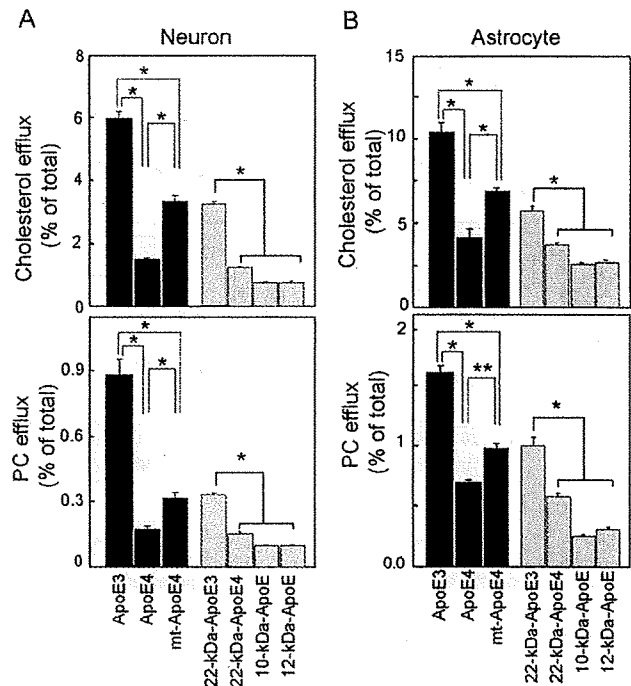 A
Neuron
Cholesterol efflux
(% of total)
8
6
4
2
0
*
*
*
*
PC efflux
(% of total)
0.9
0.6
0.3
0
*
*
*
*
ApoE3
ApoE4
mt-ApoE4
22-kDa-ApoE3
22-kDa-ApoE4
10-kDa-ApoE
12-kDa-ApoE
B
Astrocyte
Cholesterol efflux
(% of total)
15
10
5
0
*
*
*
*
PC efflux
(% of total)
2
1
0.0
*
*
**
*
ApoE3
ApoE4
mt-ApoE4
22-kDa-ApoE3
22-kDa-ApoE4
10-kDa-ApoE
12-kDa-ApoE